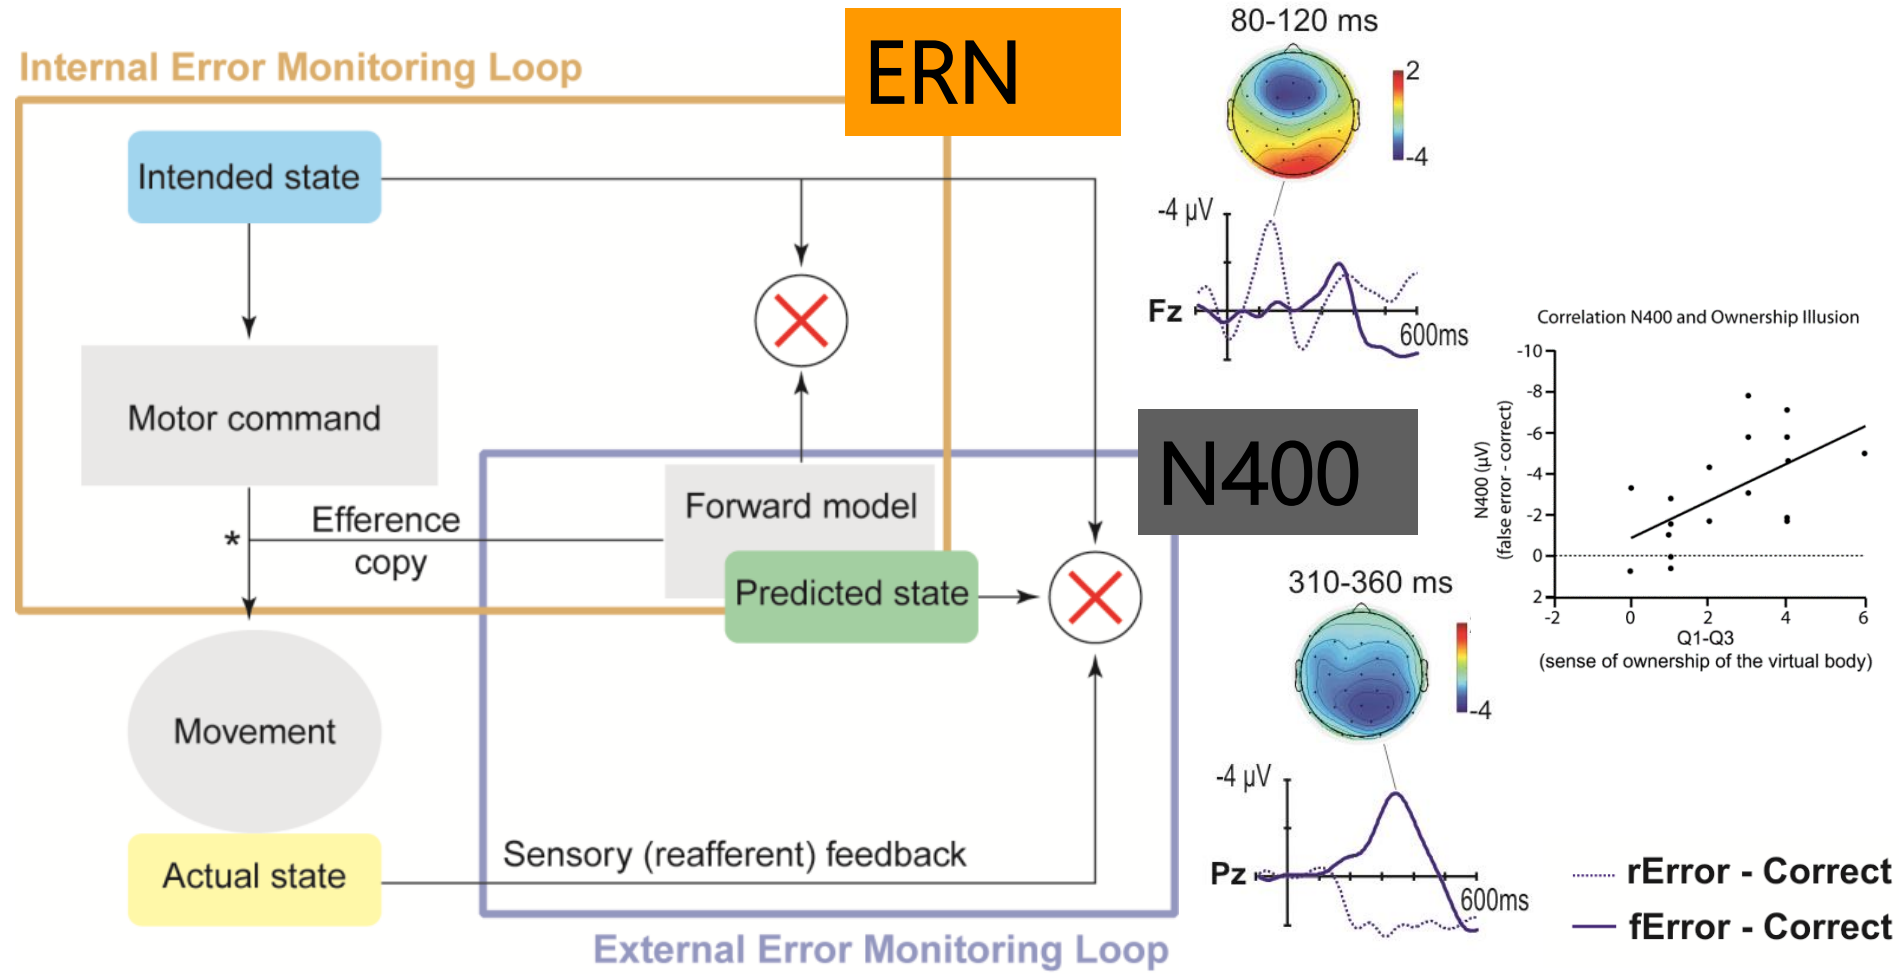 Internal Error Monitoring Loop
ERN
Intended state
Motor command
*
Efference
copy
Forward model
Predicted state
Movement
Actual state
Sensory (reafferent) feedback
External Error Monitoring Loop
N400
80-120 ms
2
-4
-4 µV
Fz
600ms
310-360 ms
-4
-4 µV
Pz
600ms
Correlation N400 and Ownership Illusion
N400 (µV)
(false error - correct)
-10
-8
-6
-4
-2
0
2
-2
0
2
4
6
Q1-Q3
(sense of ownership of the virtual body)
rError - Correct
fError - Correct